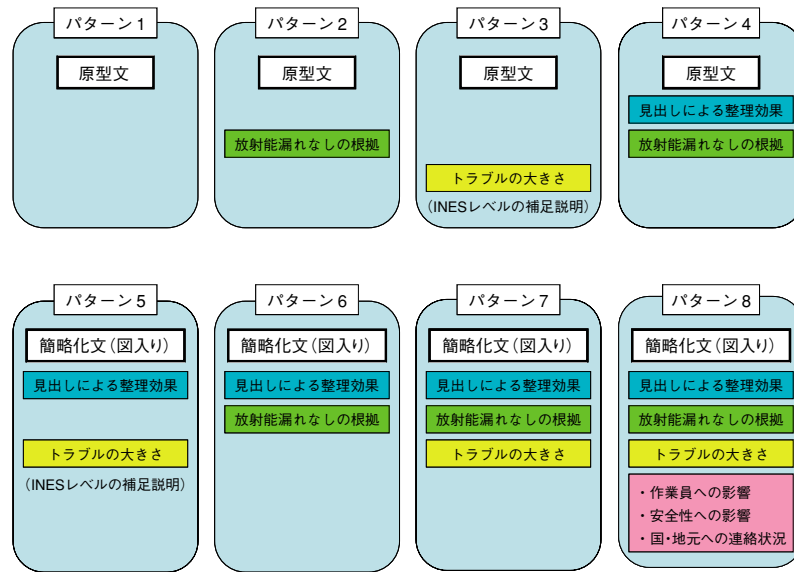 パターン1
原型文
パターン2
原型文
放射能漏れなしの根拠
パターン3
原型文
トラブルの大きさ
(INESレベルの補足説明)
パターン4
原型文
見出しによる整理効果
放射能漏れなしの根拠
パターン5
簡略化文(図入り)
見出しによる整理効果
トラブルの大きさ
(INESレベルの補足説明)
パターン6
簡略化文(図入り)
見出しによる整理効果
放射能漏れなしの根拠
パターン7
簡略化文(図入り)
見出しによる整理効果
放射能漏れなしの根拠
トラブルの大きさ
パターン8
簡略化文(図入り)
見出しによる整理効果
放射能漏れなしの根拠
トラブルの大きさ
・作業員への影響
・安全性への影響
・国・地元への連絡状況